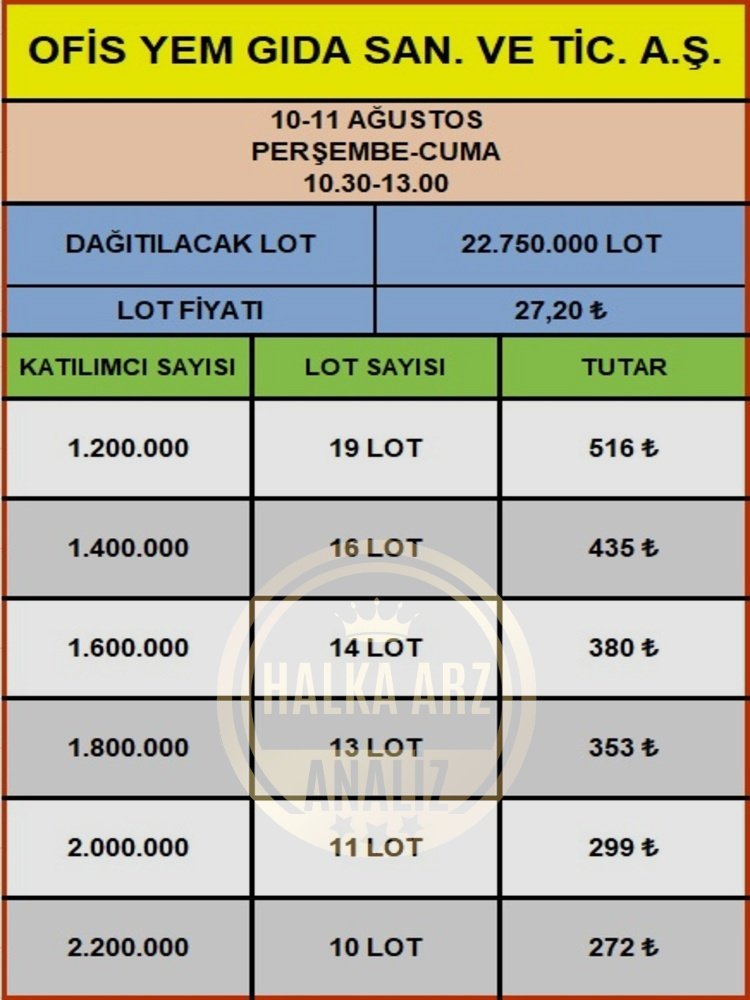 OFİS YEM GIDA SAN. VE TİC. A.Ş.
10-11 AĞUSTOS
PERŞEMBE-CUMA
10.30-13.00
DAĞITILACAK LOT 22.750.000 LOT
LOT FİYATI 27,20 ₺
KATILIMCI SAYISI LOT SAYISI TUTAR
1.200.000 19 LOT 516 ₺
1.400.000 16 LOT 435 ₺
1.600.000 14 LOT 380 ₺
HALKA ARZ
1.800.000 13 LOT 353 ₺
ANALİZ
2.000.000 11 LOT 299 ₺
2.200.000 10 LOT 272 ₺